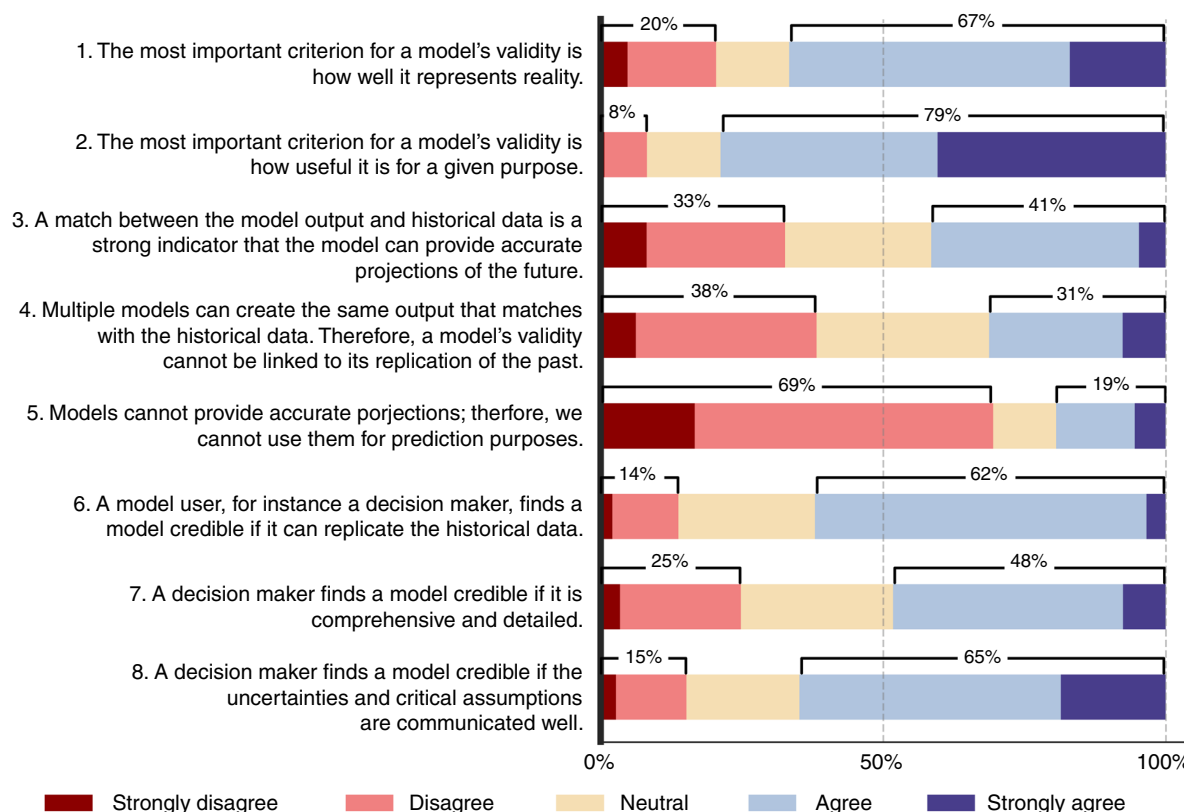 20% 67%
1. The most important criterion for a model's validity is
how well it represents reality.
8% 79%
2. The most important criterion for a model's validity is
how useful it is for a given purpose.
33% 41%
3. A match between the model output and historical data is a
strong indicator that the model can provide accurate
projections of the future.
38% 31%
4. Multiple models can create the same output that matches
with the historical data. Therefore, a model's validity
cannot be linked to its replication of the past.
69% 19%
5. Models cannot provide accurate porjections; therfore, we
cannot use them for prediction purposes.
14% 62%
6. A model user, for instance a decision maker, finds a
model credible if it can replicate the historical data.
25% 48%
7. A decision maker finds a model credible if it is
comprehensive and detailed.
15% 65%
8. A decision maker finds a model credible if the
uncertainties and critical assumptions
are communicated well.
0% 50% 100%
Strongly disagree Disagree Neutral Agree Strongly agree